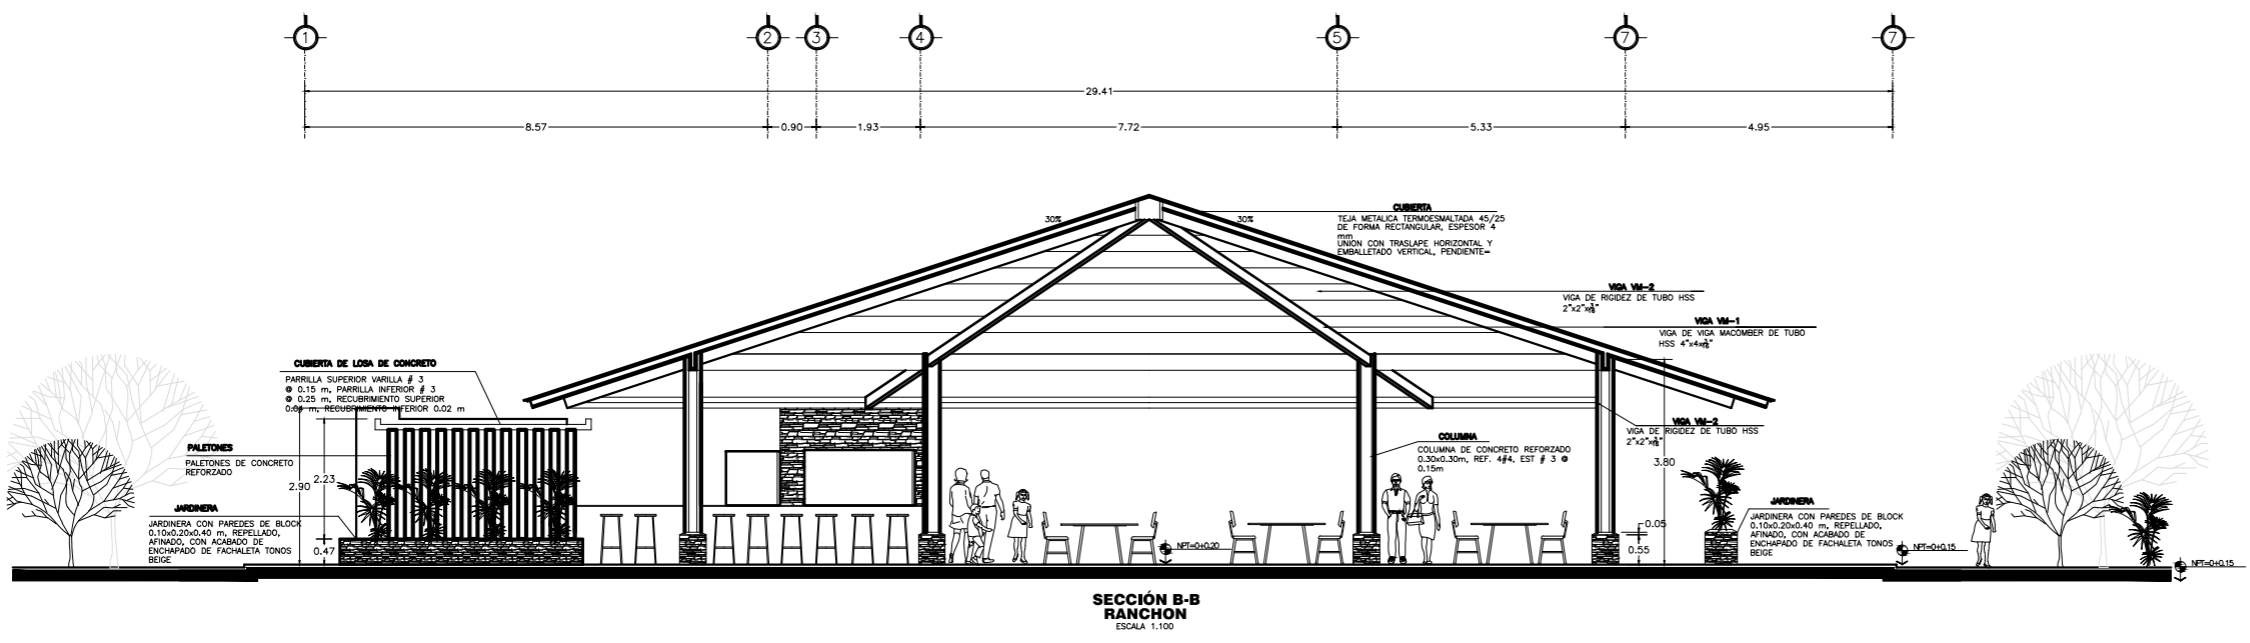 1
2
3
4
5
7
7
29.41
8.57
0.90
1.93
7.72
5.33
4.95
30%
30%
CUBIERTA
TEJA METALICA TERMOESMALTADA 45/25
DE FORMA RECTANGULAR, ESPESOR 4
mm
UNION CON TRASLAPE HORIZONTAL Y
EMBALLETADO VERTICAL, PENDIENTE=
VIGA VM-2
VIGA DE RIGIDEZ DE TUBO HSS
2"x2"x
VIGA VM-1
VIGA DE VIGA MACOMBER DE TUBO
HSS 4"x4x
CUBIERTA DE LOSA DE CONCRETO
PARRILLA SUPERIOR VARILLA # 3
@ 0.15 m, PARRILLA INFERIOR # 3
@ 0.25 m, RECUBRIMIENTO SUPERIOR
0.04 m, RECUBRIMIENTO INFERIOR 0.02 m
VIGA VM-2
VIGA DE RIGIDEZ DE TUBO HSS
2"x2"x
COLUMNA
COLUMNA DE CONCRETO REFORZADO
0.30x0.30m, REF. 4#4, EST # 3 @
0.15m
PALETONES
PALETONES DE CONCRETO
REFORZADO
2.23
2.90
3.80
JARDINERA
JARDINERA CON PAREDES DE BLOCK
0.10x0.20x0.40 m, REPELLADO,
AFINADO, CON ACABADO DE
ENCHAPADO DE FACHALETA TONOS
BEIGE
0.47
0.05
0.55
JARDINERA
JARDINERA CON PAREDES DE BLOCK
0.10x0.20x0.40 m, REPELLADO,
AFINADO, CON ACABADO DE
ENCHAPADO DE FACHALETA TONOS
BEIGE
NPT=0+0.20
NPT=0+0.15
NPT=0+0.15
SECCIÓN B-B
RANCHON
ESCALA 1.100